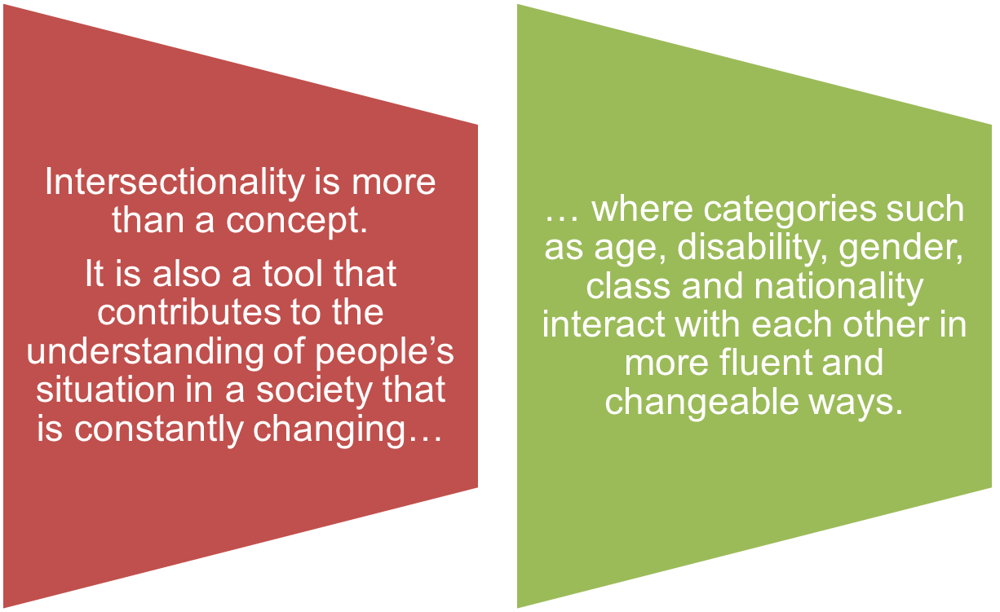 Intersectionality is more
than a concept.
It is also a tool that
contributes to the
understanding of people’s
situation in a society that
is constantly changing…
… where categories such
as age, disability, gender,
class and nationality
interact with each other in
more fluent and
changeable ways.